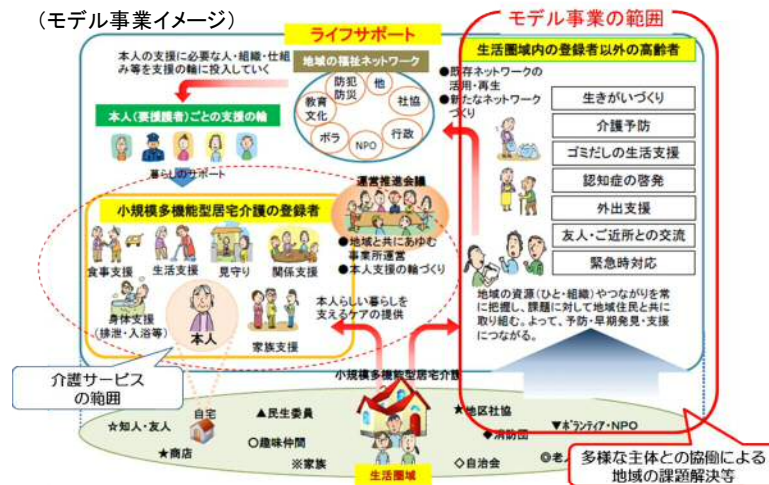 (モデル事業イメージ)
モデル事業の範囲
ライフサポート
本人の支援に必要な人・組織・仕組
み等を支援の輪に投入していく
地域の福祉ネットワーク
防犯
防災
他
教育
文化
社協
ボラ
NPO
行政
●既存ネットワークの
活用・再生
●新たなネットワーク
づくり
生活圏域内の登録者以外の高齢者
生きがいづくり
介護予防
ゴミだしの生活支援
認知症の啓発
外出支援
友人・ご近所との交流
緊急時対応
本人(要援護者)ごとの支援の輪
暮らしのサポート
運営推進会議
●地域と共にあゆむ
事業所運営
●本人支援の輪づくり
小規模多機能型居宅介護の登録者
食事支援
生活支援
見守り
関係支援
身体支援
(排泄・入浴等)
本人
家族支援
本人らしい暮らしを
支えるケアの提供
地域の資源(ひと・組織)やつながりを常
に把握し、課題に対して地域住民と共に
取り組む。よって、予防・早期発見・支援
につながる。
介護サービス
の範囲
小規模多機能型居宅介護
自宅
☆知人・友人
▲民生委員
★地区社協
▼ボランティア・NPO
◆消防団
○趣味仲間
★商店
※家族
生活圏域
◇自治会
◎老
多様な主体との協働による
地域の課題解決等